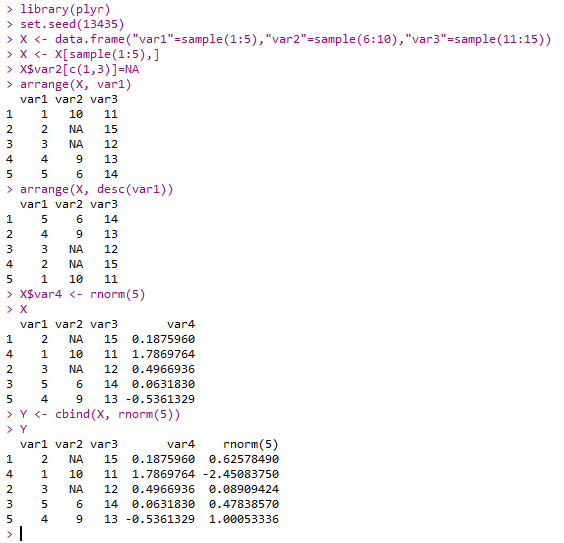 > library(plyr)
> set.seed(13435)
> X <- data.frame("var1"=sample(1:5),"var2"=sample(6:10),"var3"=sample(11:15))
> X <- X[sample(1:5),]
> X$var2[c(1,3)]=NA
> arrange(X, var1)
  var1 var2 var3
1    1   10   11
2    2   NA   15
3    3   NA   12
4    4    9   13
5    5    6   14
> arrange(X, desc(var1))
  var1 var2 var3
1    5    6   14
2    4    9   13
3    3   NA   12
4    2   NA   15
5    1   10   11
> X$var4 <- rnorm(5)
> X
  var1 var2 var3       var4
1    2   NA   15  0.1875960
4    1   10   11  1.7869764
2    3   NA   12  0.4966936
3    5    6   14  0.0631830
5    4    9   13 -0.5361329
> Y <- cbind(X, rnorm(5))
> Y
  var1 var2 var3       var4    rnorm(5)
1    2   NA   15  0.1875960  0.62578490
4    1   10   11  1.7869764 -2.45083750
2    3   NA   12  0.4966936  0.08909424
3    5    6   14  0.0631830  0.47838570
5    4    9   13 -0.5361329  1.00053336
>